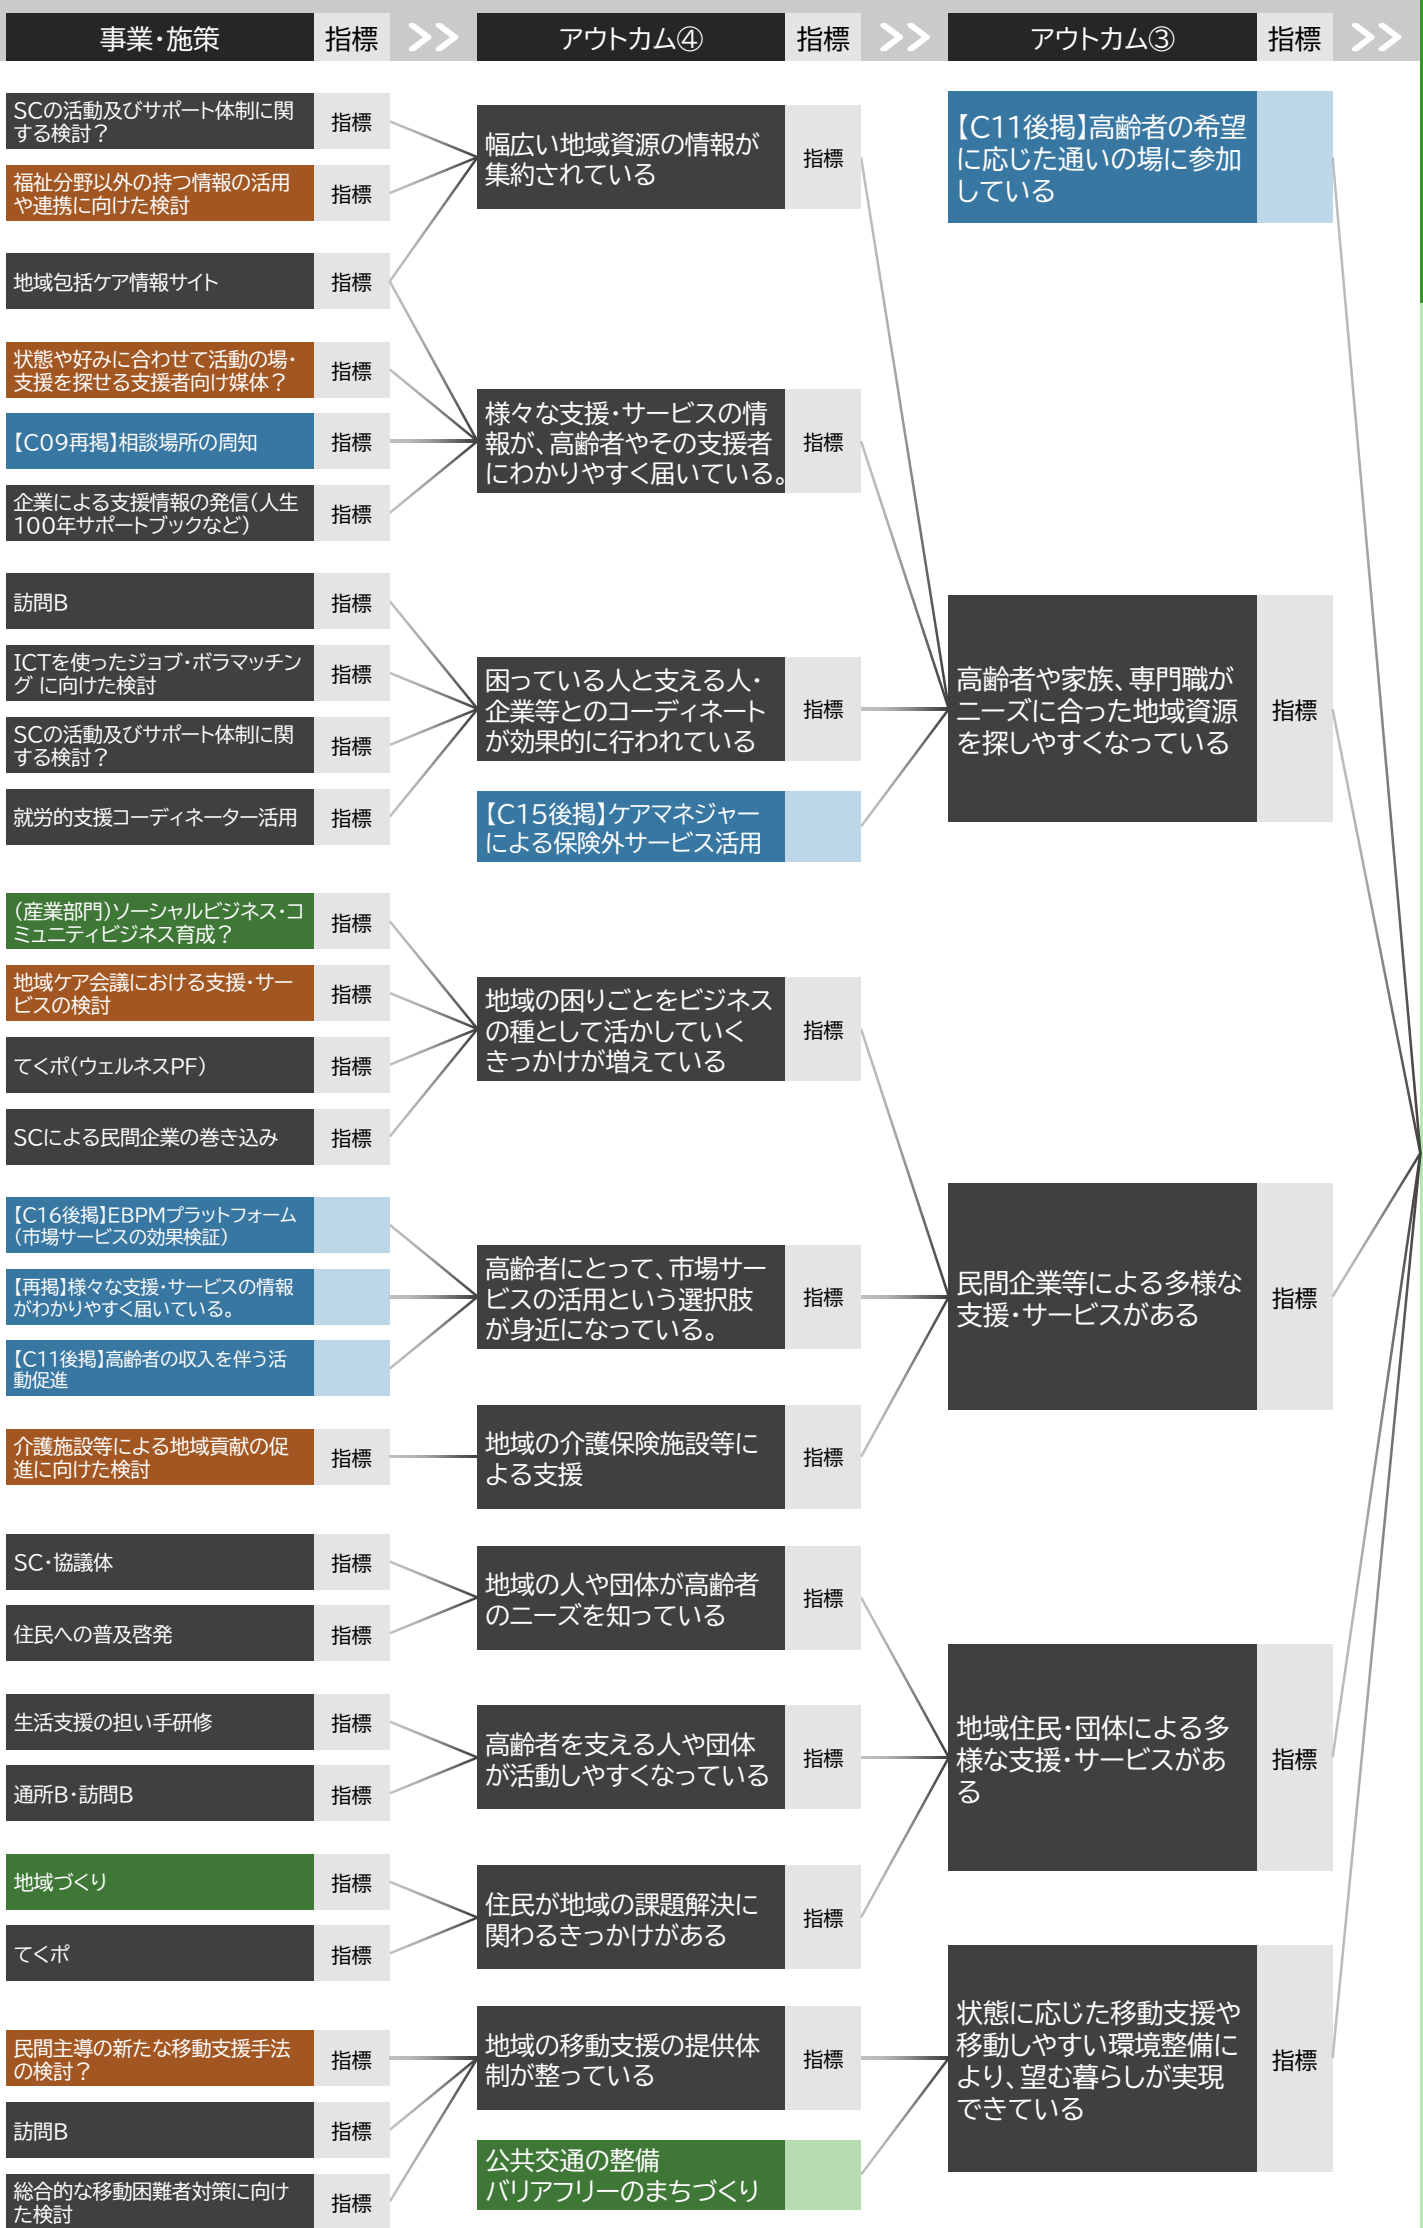 事業・施策
指標
アウトカム④
指標
アウトカム③
指標
SCの活動及びサポート体制に関
する検討？
指標
福祉分野以外の持つ情報の活用
や連携に向けた検討
指標
地域包括ケア情報サイト
指標
状態や好みに合わせて活動の場・
支援を探せる支援者向け媒体？
指標
【C09再掲】相談場所の周知
指標
企業による支援情報の発信（人生
100年サポートブックなど）
指標
訪問B
指標
ICTを使ったジョブ・ボラマッチン
グ に向けた検討
指標
SCの活動及びサポート体制に関
する検討？
指標
就労的支援コーディネーター活用
指標
（産業部門）ソーシャルビジネス・コ
ミュニティビジネス育成？
指標
地域ケア会議における支援・サー
ビスの検討
指標
てくポ（ウェルネスPF）
指標
SCによる民間企業の巻き込み
指標
【C16後掲】EBPMプラットフォーム
（市場サービスの効果検証）
【再掲】様々な支援・サービスの情報
がわかりやすく届いている。
【C11後掲】高齢者の収入を伴う活
動促進
介護施設等による地域貢献の促
進に向けた検討
指標
SC・協議体
指標
住民への普及啓発
指標
生活支援の担い手研修
指標
通所B・訪問B
指標
地域づくり
指標
てくポ
指標
民間主導の新たな移動支援手法
の検討？
指標
訪問B
指標
総合的な移動困難者対策に向け
た検討
指標
幅広い地域資源の情報が
集約されている
指標
様々な支援・サービスの情
報が、高齢者やその支援者
にわかりやすく届いている。
指標
困っている人と支える人・
企業等とのコーディネート
が効果的に行われている
指標
【C15後掲】ケアマネジャー
による保険外サービス活用
地域の困りごとをビジネス
の種として活かしていく
きっかけが増えている
指標
高齢者にとって、市場サー
ビスの活用という選択肢
が身近になっている。
指標
地域の介護保険施設等に
よる支援
指標
地域の人や団体が高齢者
のニーズを知っている
指標
高齢者を支える人や団体
が活動しやすくなっている
指標
住民が地域の課題解決に
関わるきっかけがある
指標
地域の移動支援の提供体
制が整っている
指標
公共交通の整備
バリアフリーのまちづくり
【C11後掲】高齢者の希望
に応じた通いの場に参加
している
高齢者や家族、専門職が
ニーズに合った地域資源
を探しやすくなっている
指標
民間企業等による多様な
支援・サービスがある
指標
地域住民・団体による多
様な支援・サービスがあ
る
指標
状態に応じた移動支援や
移動しやすい環境整備に
より、望む暮らしが実現
できている
指標